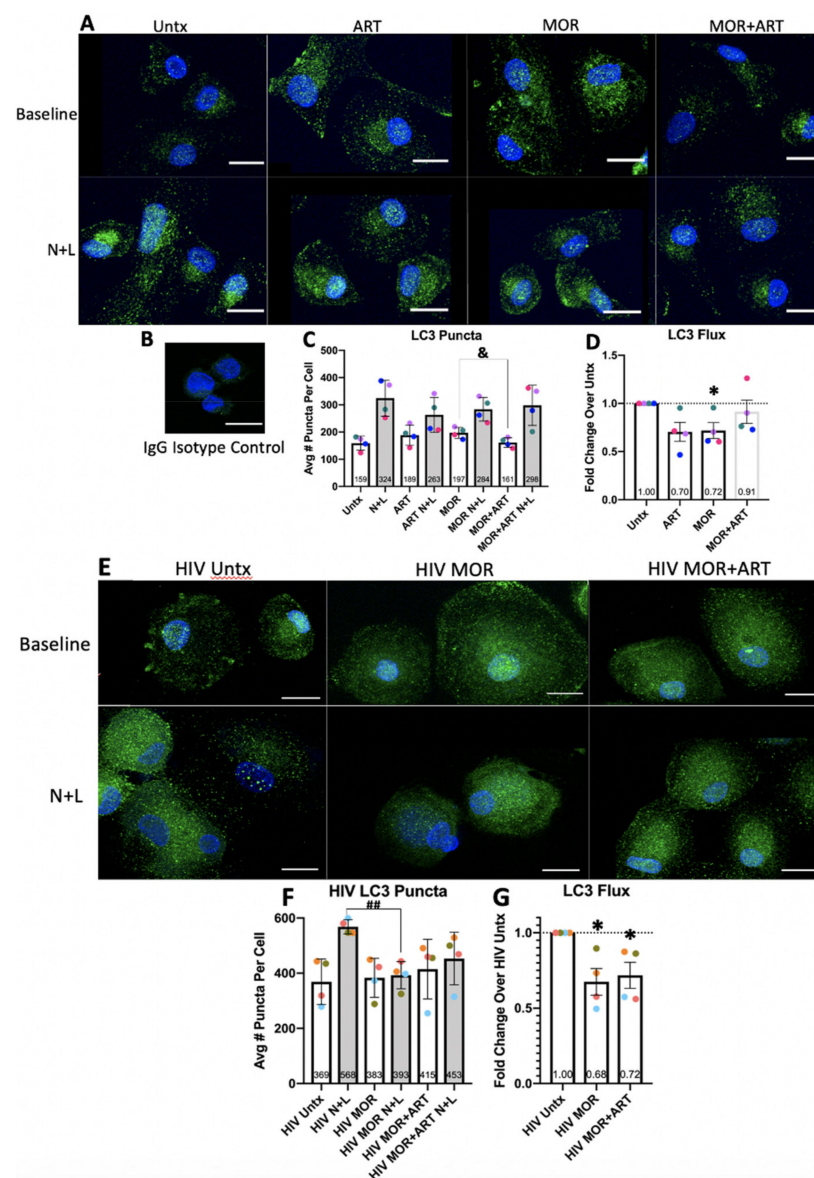 A
Untx ART MOR MOR+ART
Baseline
N+L
B
IgG Isotype Control
C
LC3 Puncta
&
Avg # Puncta Per Cell
500
400
300
200
100
0
159 324 189 263 197 284 161 298
Untx N+L ART ART N+L MOR MOR N+L MOR+ART MOR+ART N+L
D
LC3 Flux
*
Fold Change Over Untx
1.5
1.0
0.5
0.0
1.00 0.70 0.72 0.91
Untx ART MOR MOR+ART
E
HIV Untx HIV MOR HIV MOR+ART
Baseline
N+L
F
HIV LC3 Puncta
##
Avg # Puncta Per Cell
600
400
200
0
369 568 383 393 415 453
HIV Untx HIV N+L HIV MOR HIV MOR N+L HIV MOR+ART HIV MOR+ART N+L
G
LC3 Flux
* *
Fold Change Over HIV Untx
1.0
0.5
0.0
1.00 0.68 0.72
HIV Untx HIV MOR HIV MOR+ART